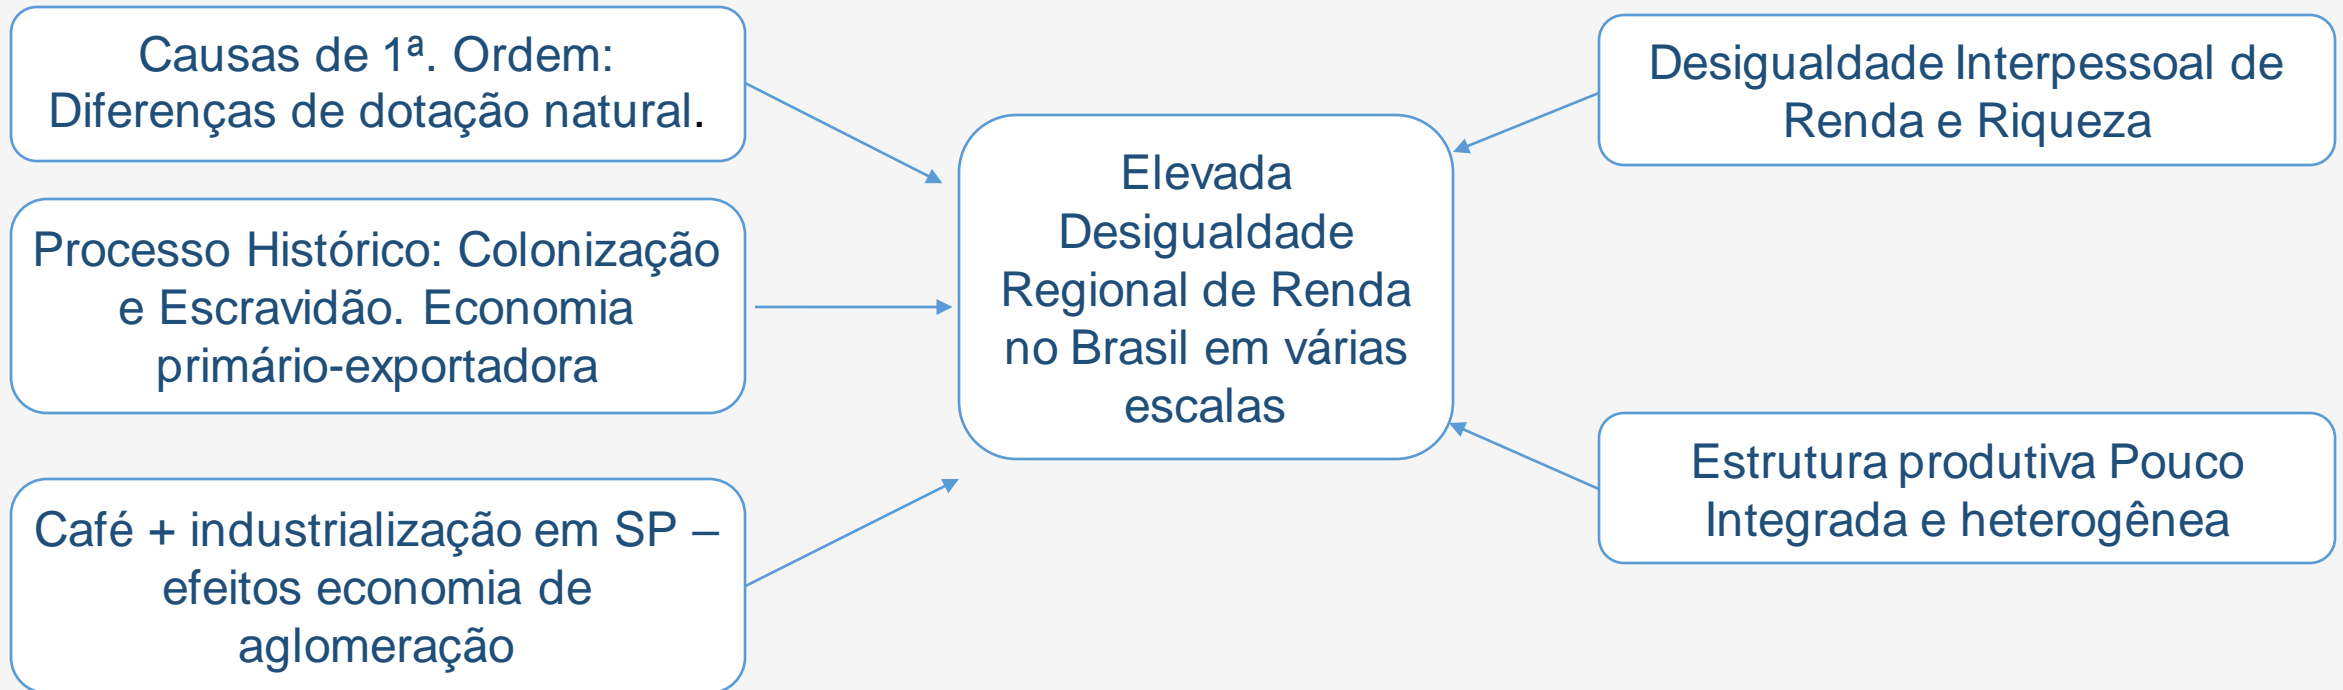 Causas de 1ª. Ordem:
Diferenças de dotação natural.
Processo Histórico: Colonização
e Escravidão. Economia
primário-exportadora
Café + industrialização em SP –
efeitos economia de
aglomeração
Elevada
Desigualdade
Regional de Renda
no Brasil em várias
escalas
Desigualdade Interpessoal de
Renda e Riqueza
Estrutura produtiva Pouco
Integrada e heterogênea